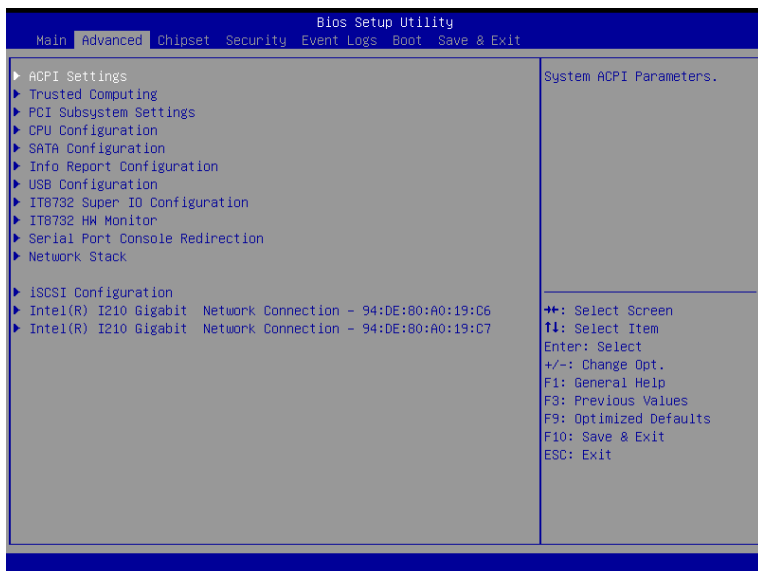 Bios Setup Utility
Main Advanced Chipset Security Event Logs Boot Save & Exit
ACPI Settings
Trusted Computing
PCI Subsystem Settings
CPU Configuration
SATA Configuration
Info Report Configuration
USB Configuration
IT8732 Super IO Configuration
IT8732 HW Monitor
Serial Port Console Redirection
Network Stack
iSCSI Configuration
Intel(R) I210 Gigabit Network Connection - 94:DE:80:A0:19:C6
Intel(R) I210 Gigabit Network Connection - 94:DE:80:A0:19:C7
System ACPI Parameters.
→←: Select Screen
↑↓: Select Item
Enter: Select
+/-: Change Opt.
F1: General Help
F3: Previous Values
F9: Optimized Defaults
F10: Save & Exit
ESC: Exit